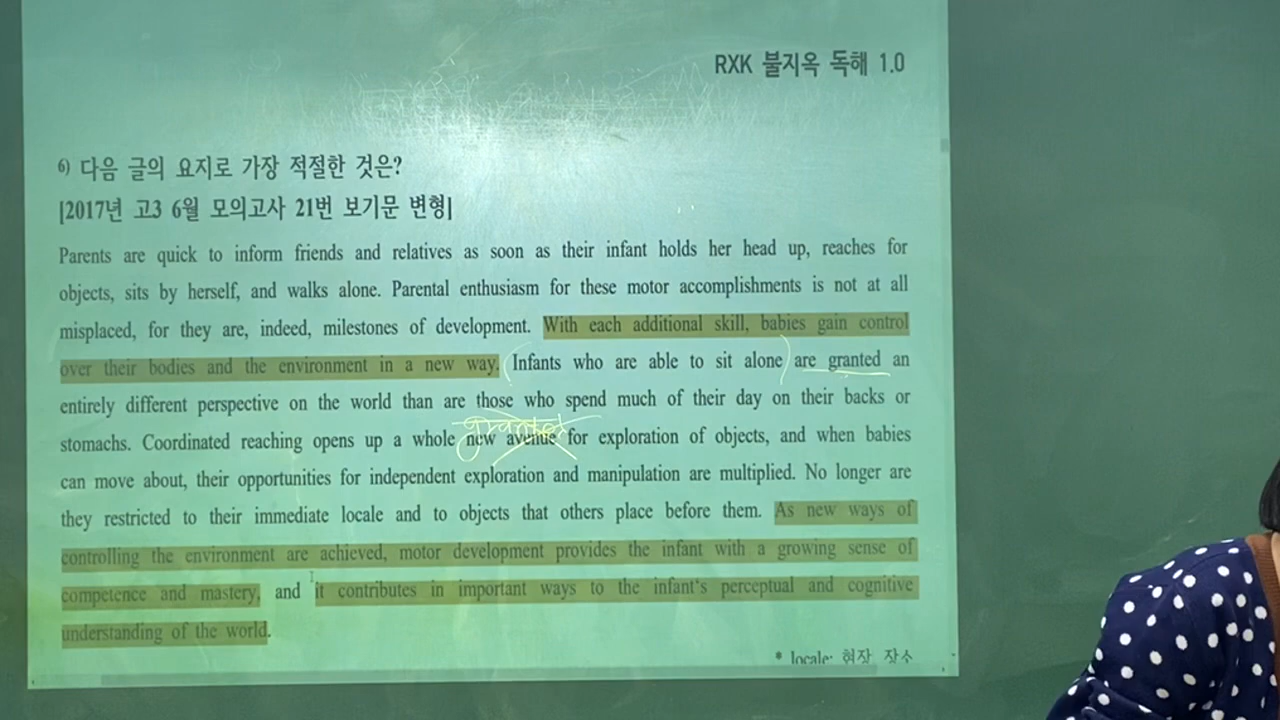 RXK 불지옥 독해 1.0
6) 다음 글의 요지로 가장 적절한 것은?
[2017년 고3 6월 모의고사 21번 보기문 변형]
Parents are quick to inform friends and relatives as soon as their infant holds her head up, reaches for
objects, sits by herself, and walks alone. Parental enthusiasm for these motor accomplishments is not at all
misplaced, for they are, indeed, milestones of development. With each additional skill, babies gain control
over their bodies and the environment in a new way. Infants who are able to sit alone are granted an
entirely different perspective on the world than are those who spend much of their day on their backs or
granted
stomachs. Coordinated reaching opens up a whole new avenue for exploration of objects, and when babies
can move about, their opportunities for independent exploration and manipulation are multiplied. No longer are
they restricted to their immediate locale and to objects that others place before them. As new ways of
controlling the environment are achieved, motor development provides the infant with a growing sense of
competence and mastery, and it contributes in important ways to the infant's perceptual and cognitive
understanding of the world.
* locale: 현장, 장소